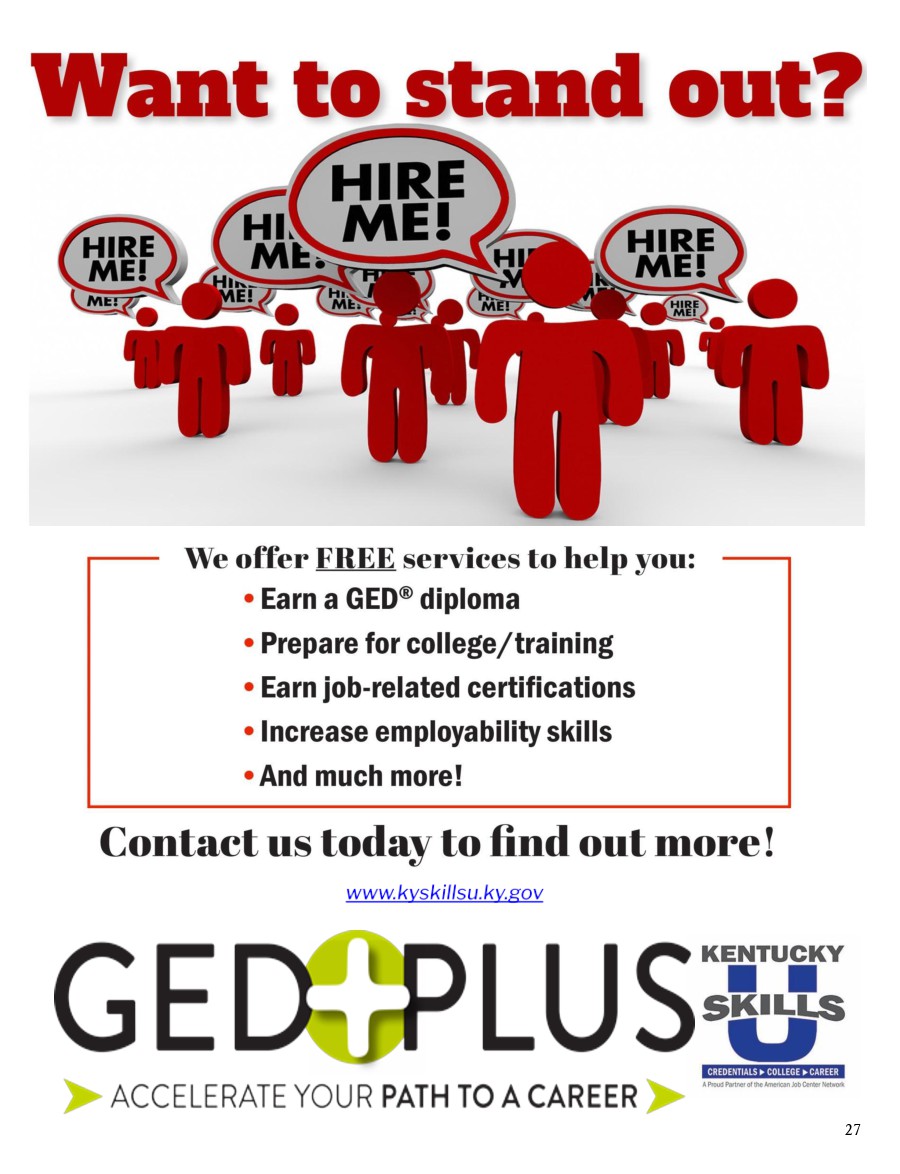 Want to stand out?
HIRE
ME!
HIRE
ME!
HI
ME!
HIRE
ME!
ME!
HIRE
ME!
HIRE
ME!
We offer FREE services to help you:
• Earn a GED® diploma
• Prepare for college/training
• Earn job-related certifications
• Increase employability skills
• And much more!
Contact us today to find out more!
www.kyskillsu.ky.gov
GED PLUS
ACCELERATE YOUR PATH TO A CAREER
KENTUCKY
U
SKILLS
CREDENTIALS ► COLLEGE ► CAREER
A Proud Partner of the American Job Center Network
27